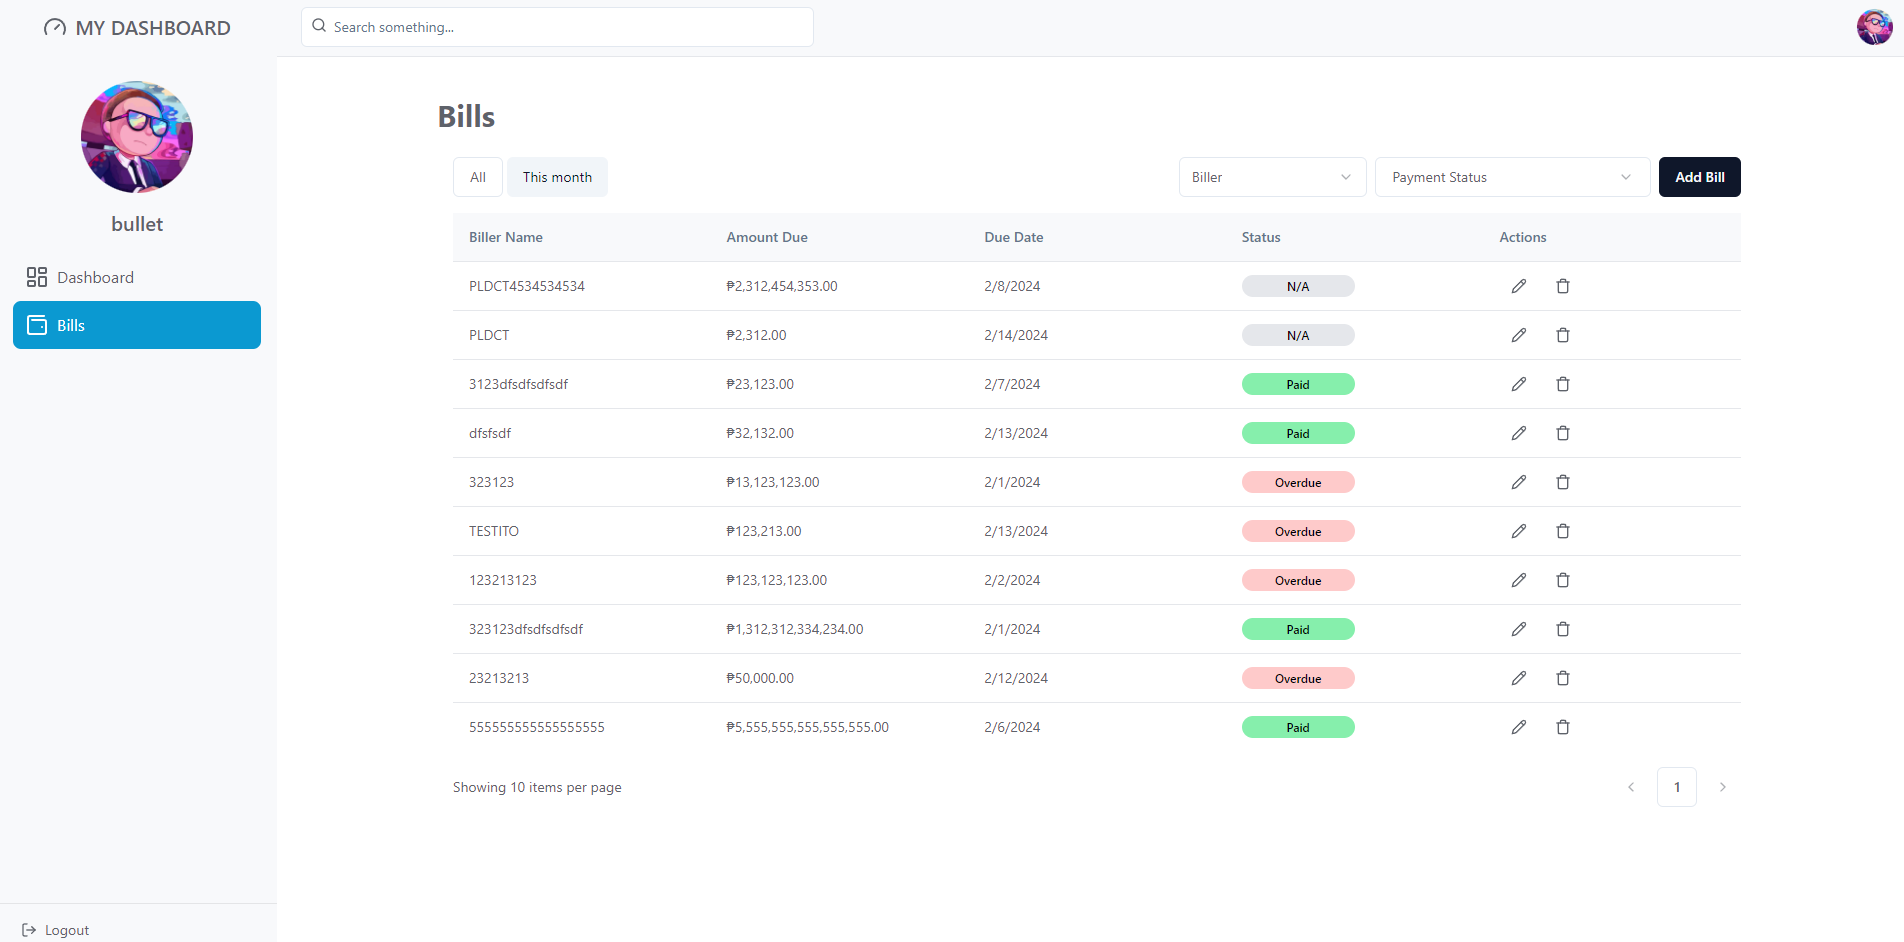 MY DASHBOARD
Search something...
bullet
Dashboard
Bills
Logout
Bills
All This month Biller Payment Status Add Bill
Biller Name Amount Due Due Date Status Actions
PLDCT4534534534 ₱2,312,454,353.00 2/8/2024 N/A
PLDCT ₱2,312.00 2/14/2024 N/A
3123dfsdfsdfsdf ₱23,123.00 2/7/2024 Paid
dfsfsdf ₱32,132.00 2/13/2024 Paid
323123 ₱13,123,123.00 2/1/2024 Overdue
TESTITO ₱123,213.00 2/13/2024 Overdue
123213123 ₱123,123,123.00 2/2/2024 Overdue
323123dfsdfsdfsdf ₱1,312,312,334,234.00 2/1/2024 Paid
23213213 ₱50,000.00 2/12/2024 Overdue
555555555555555555 ₱5,555,555,555,555,555.00 2/6/2024 Paid
Showing 10 items per page 1